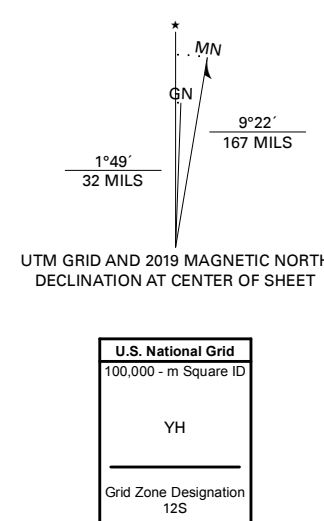 ★
MN
GN
9°22´
167 MILS
1°49´
32 MILS
UTM GRID AND 2019 MAGNETIC NORTH
DECLINATION AT CENTER OF SHEET
U.S. National Grid
100,000 - m Square ID
YH
Grid Zone Designation
12S